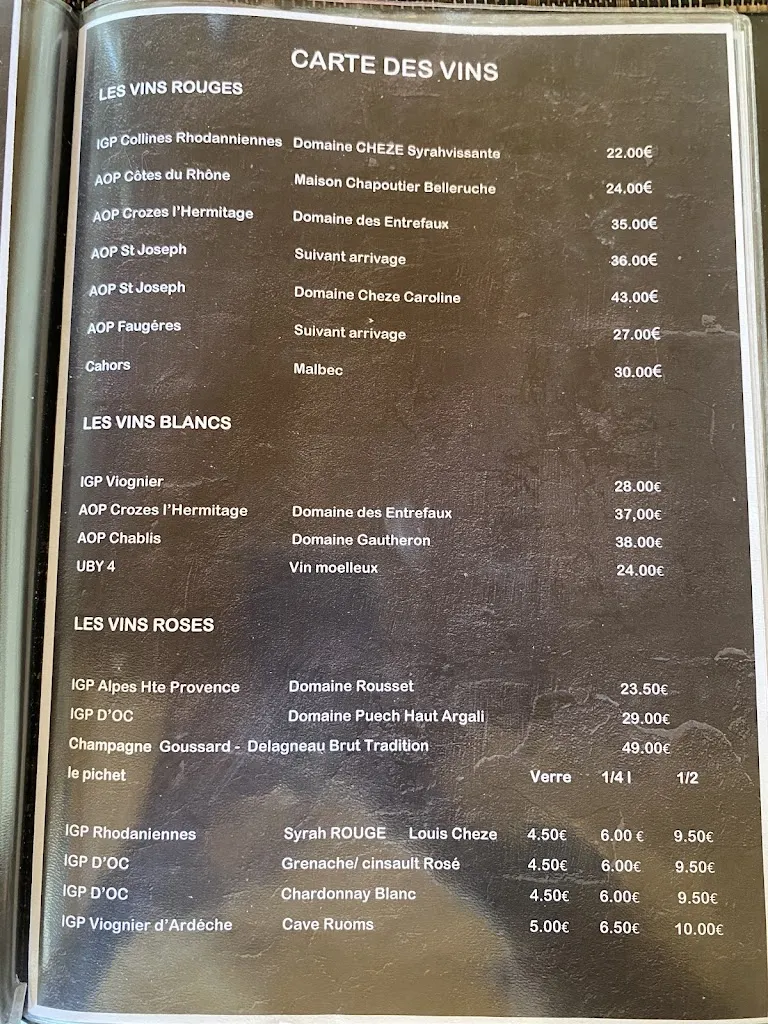 CARTE DES VINS
LES VINS ROUGES
IGP Collines Rhodanniennes Domaine CHEZE Syrahvissante 22.00€
AOP Côtes du Rhône Maison Chapoutier Belleruche 24.00€
AOP Crozes l'Hermitage Domaine des Entrefaux 35.00€
AOP St Joseph Suivant arrivage 36.00€
AOP St Joseph Domaine Cheze Caroline 43.00€
AOP Faugéres Suivant arrivage 27.00€
Cahors Malbec 30.00€
LES VINS BLANCS
IGP Viognier 28.00€
AOP Crozes l'Hermitage Domaine des Entrefaux 37,00€
AOP Chablis Domaine Gautheron 38.00€
UBY 4 Vin moelleux 24.00€
LES VINS ROSES
IGP Alpes Hte Provence Domaine Rousset 23.50€
IGP D'OC Domaine Puech Haut Argali 29.00€
Champagne Goussard - Delagneau Brut Tradition 49.00€
le pichet Verre 1/4 l 1/2
IGP Rhodaniennes Syrah ROUGE Louis Cheze 4.50€ 6.00 € 9.50€
IGP D'OC Grenache/ cinsault Rosé 4.50€ 6.00€ 9.50€
IGP D'OC Chardonnay Blanc 4.50€ 6.00€ 9.50€
IGP Viognier d'Ardéche Cave Ruoms 5.00€ 6.50€ 10.00€